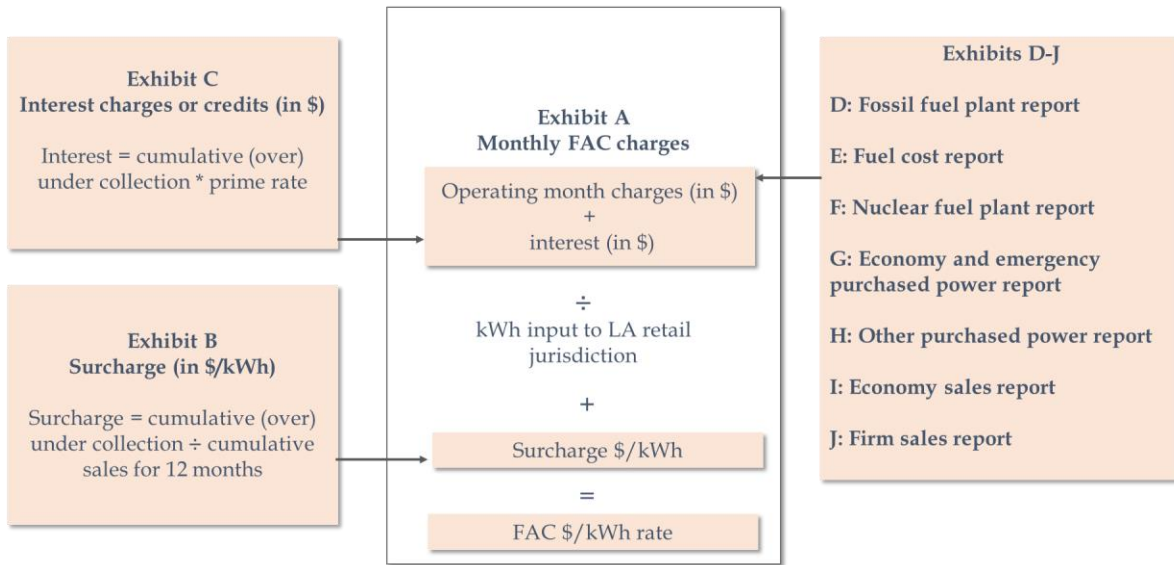 Exhibit C
Interest charges or credits (in $)
Interest = cumulative (over)
under collection * prime rate
Exhibit B
Surcharge (in $/kWh)
Surcharge = cumulative (over)
under collection ÷ cumulative
sales for 12 months
Exhibit A
Monthly FAC charges
Operating month charges (in $)
+
interest (in $)
÷
kWh input to LA retail
jurisdiction
+
Surcharge $/kWh
=
FAC $/kWh rate
Exhibits D-J
D: Fossil fuel plant report
E: Fuel cost report
F: Nuclear fuel plant report
G: Economy and emergency
purchased power report
H: Other purchased power report
I: Economy sales report
J: Firm sales report